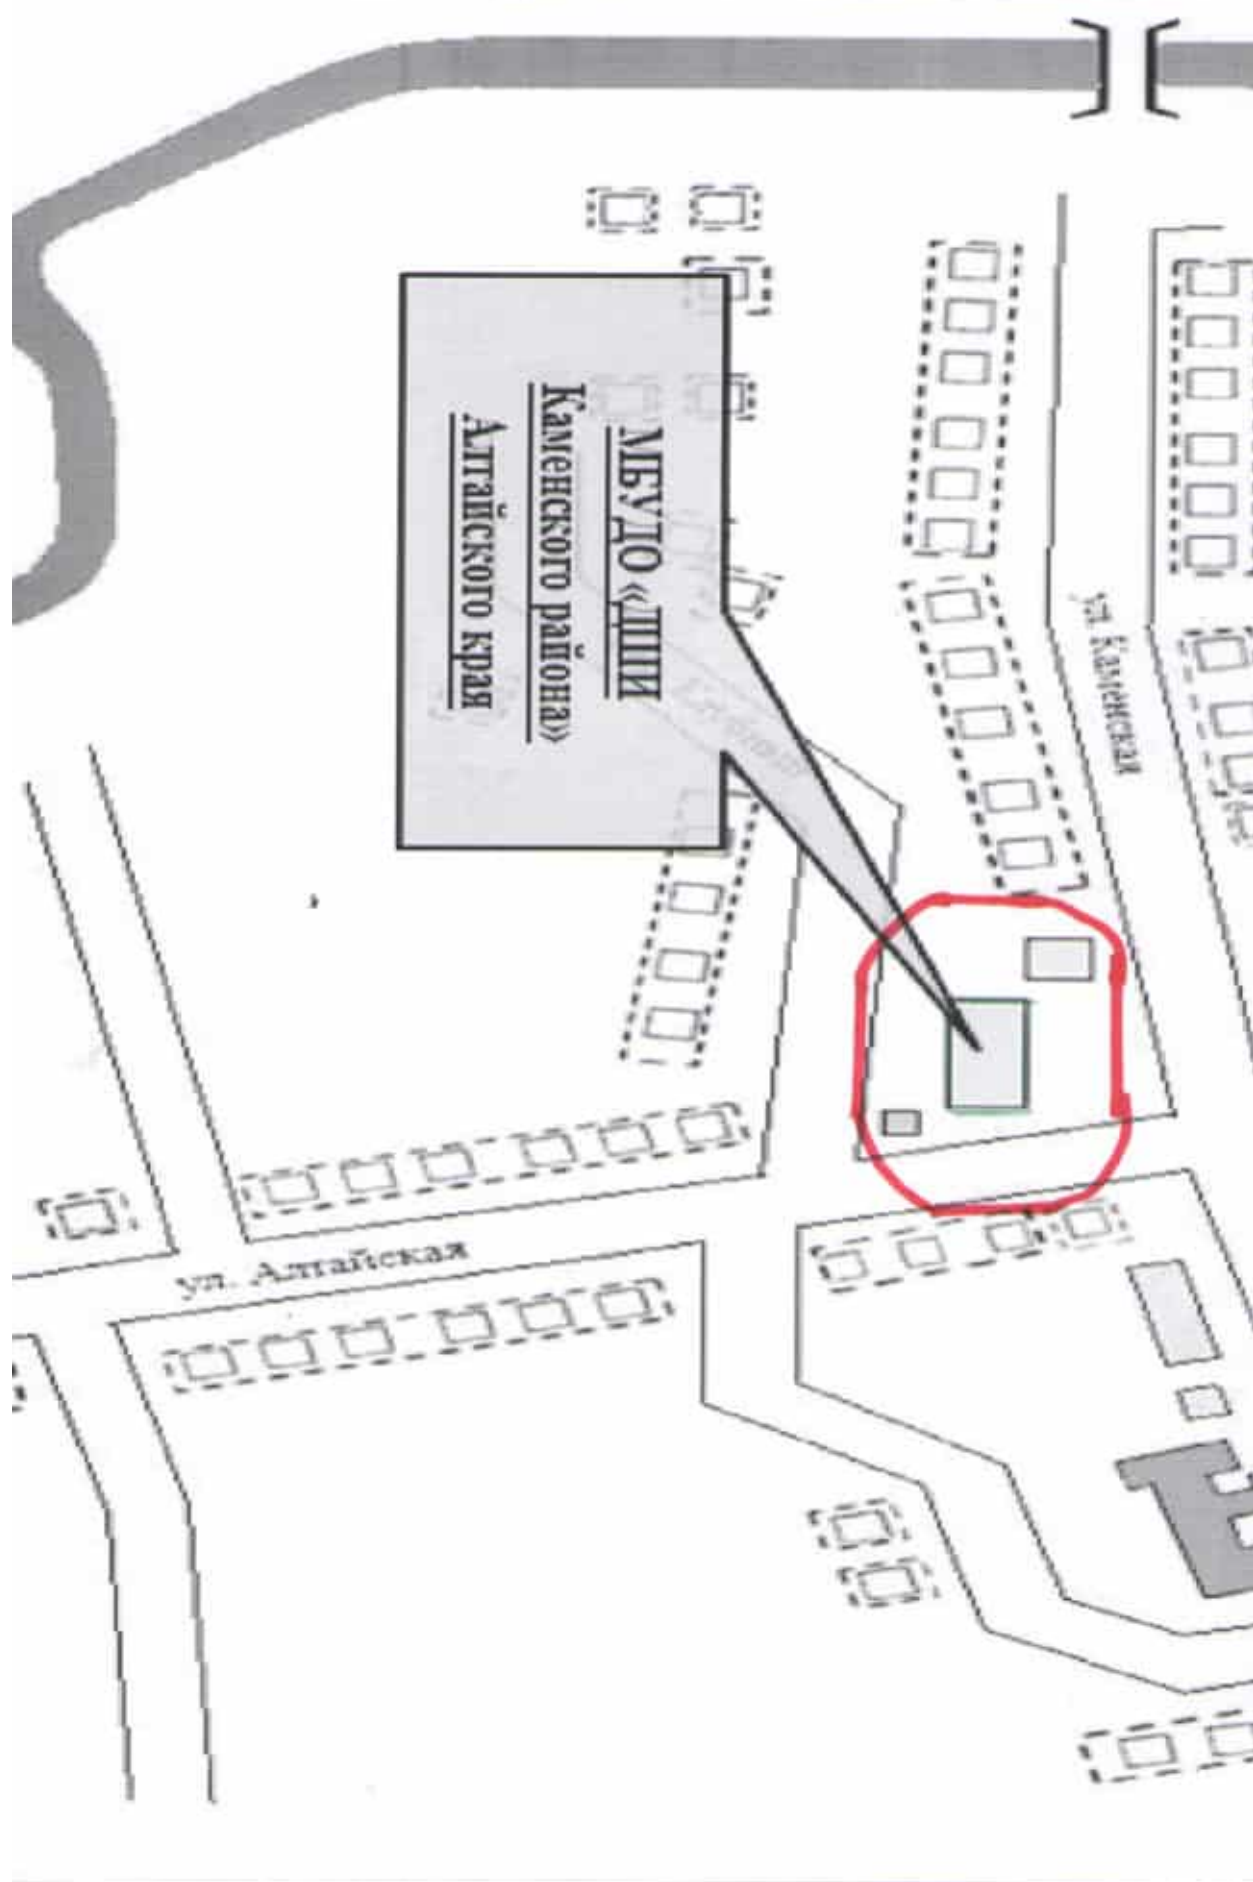 МБУДО «ДШИ
Каменского района»
Алтайского края
ул. Каменская
ул. Алтайская